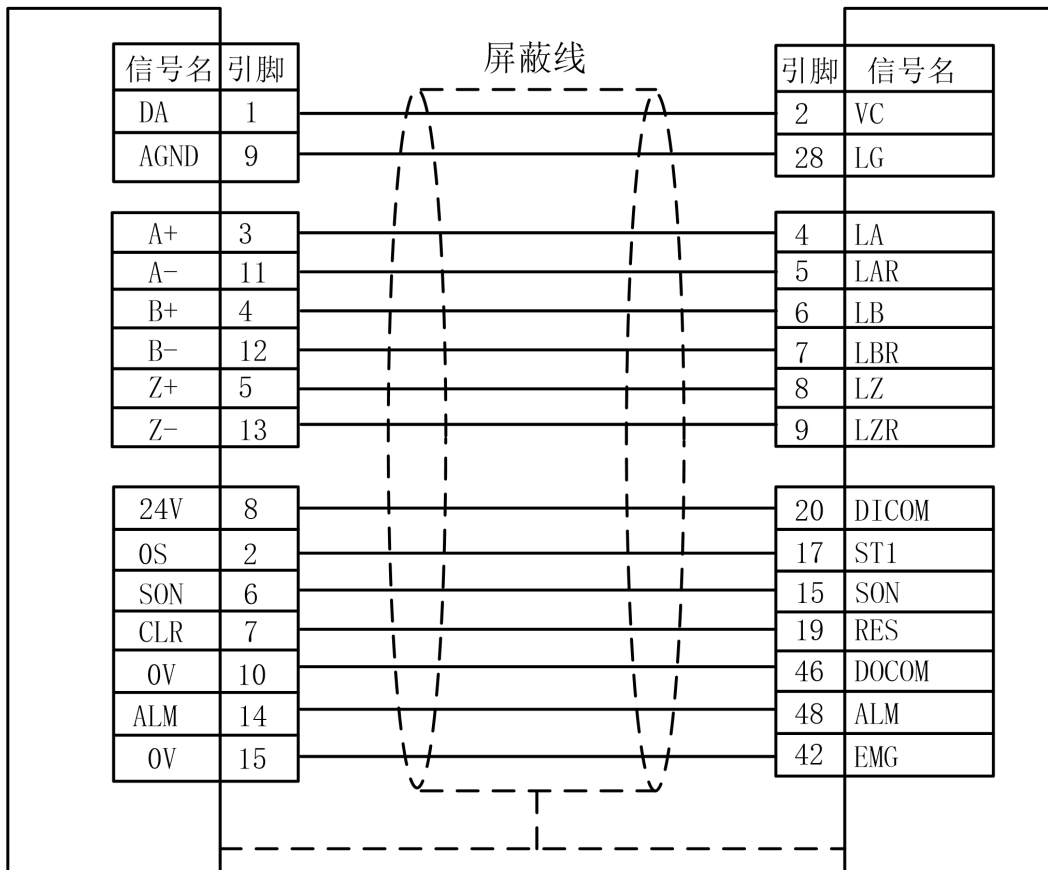 屏蔽线
信号名 引脚 引脚 信号名
DA 1 2 VC
AGND 9 28 LG
A+ 3 4 LA
A- 11 5 LAR
B+ 4 6 LB
B- 12 7 LBR
Z+ 5 8 LZ
Z- 13 9 LZR
24V 8 20 DICOM
OS 2 17 ST1
SON 6 15 SON
CLR 7 19 RES
0V 10 46 DOCOM
ALM 14 48 ALM
0V 15 42 EMG